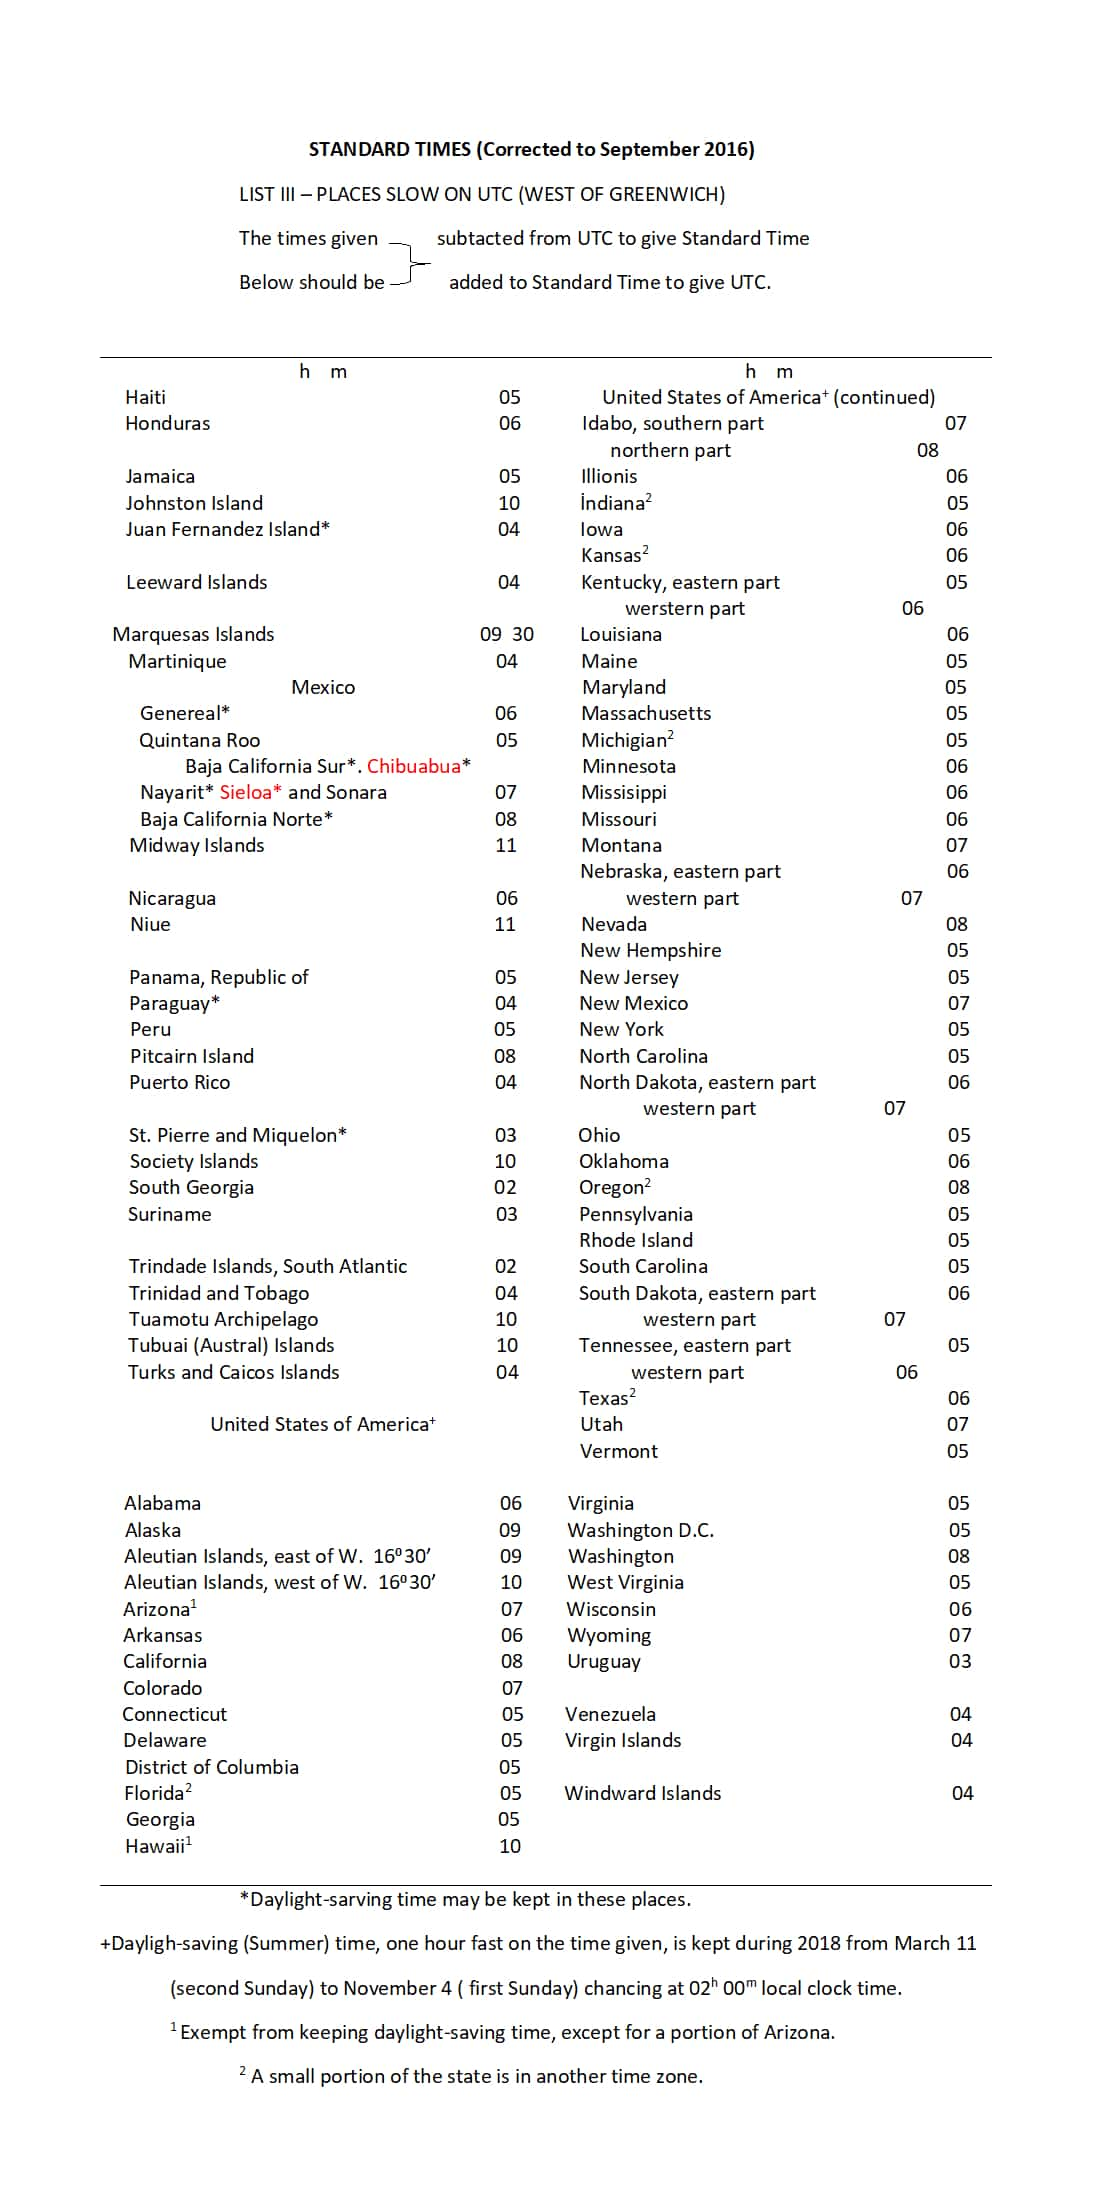 STANDARD TIMES (Corrected to September 2016)
LIST III – PLACES SLOW ON UTC (WEST OF GREENWICH)
The times given subtacted from UTC to give Standard Time
Below should be added to Standard Time to give UTC.
h m
Haiti 05
Honduras 06
Jamaica 05
Johnston Island 10
Juan Fernandez Island* 04
Leeward Islands 04
Marquesas Islands 09 30
Martinique 04
Mexico
Genereal* 06
Quintana Roo 05
Baja California Sur*. Chibuabua*
Nayarit* Sieloa* and Sonara 07
Baja California Norte* 08
Midway Islands 11
Nicaragua 06
Niue 11
Panama, Republic of 05
Paraguay* 04
Peru 05
Pitcairn Island 08
Puerto Rico 04
St. Pierre and Miquelon* 03
Society Islands 10
South Georgia 02
Suriname 03
Trindade Islands, South Atlantic 02
Trinidad and Tobago 04
Tuamotu Archipelago 10
Tubuai (Austral) Islands 10
Turks and Caicos Islands 04
United States of America+
Alabama 06
Alaska 09
Aleutian Islands, east of W. 16⁰30′ 09
Aleutian Islands, west of W. 16⁰30′ 10
Arizona¹ 07
Arkansas 06
California 08
Colorado 07
Connecticut 05
Delaware 05
District of Columbia 05
Florida² 05
Georgia 05
Hawaii¹ 10
h m
United States of America+ (continued)
Idabo, southern part 07
northern part 08
Illionis 06
İndiana² 05
Iowa 06
Kansas² 06
Kentucky, eastern part 05
werstern part 06
Louisiana 06
Maine 05
Maryland 05
Massachusetts 05
Michigian² 05
Minnesota 06
Missisippi 06
Missouri 06
Montana 07
Nebraska, eastern part 06
western part 07
Nevada 08
New Hempshire 05
New Jersey 05
New Mexico 07
New York 05
North Carolina 05
North Dakota, eastern part 06
western part 07
Ohio 05
Oklahoma 06
Oregon² 08
Pennsylvania 05
Rhode Island 05
South Carolina 05
South Dakota, eastern part 06
western part 07
Tennessee, eastern part 05
western part 06
Texas² 06
Utah 07
Vermont 05
Virginia 05
Washington D.C. 05
Washington 08
West Virginia 05
Wisconsin 06
Wyoming 07
Uruguay 03
Venezuela 04
Virgin Islands 04
Windward Islands 04
*Daylight-sarving time may be kept in these places.
+Dayligh-saving (Summer) time, one hour fast on the time given, is kept during 2018 from March 11
(second Sunday) to November 4 ( first Sunday) chancing at 02ʰ 00ᵐ local clock time.
¹ Exempt from keeping daylight-saving time, except for a portion of Arizona.
² A small portion of the state is in another time zone.